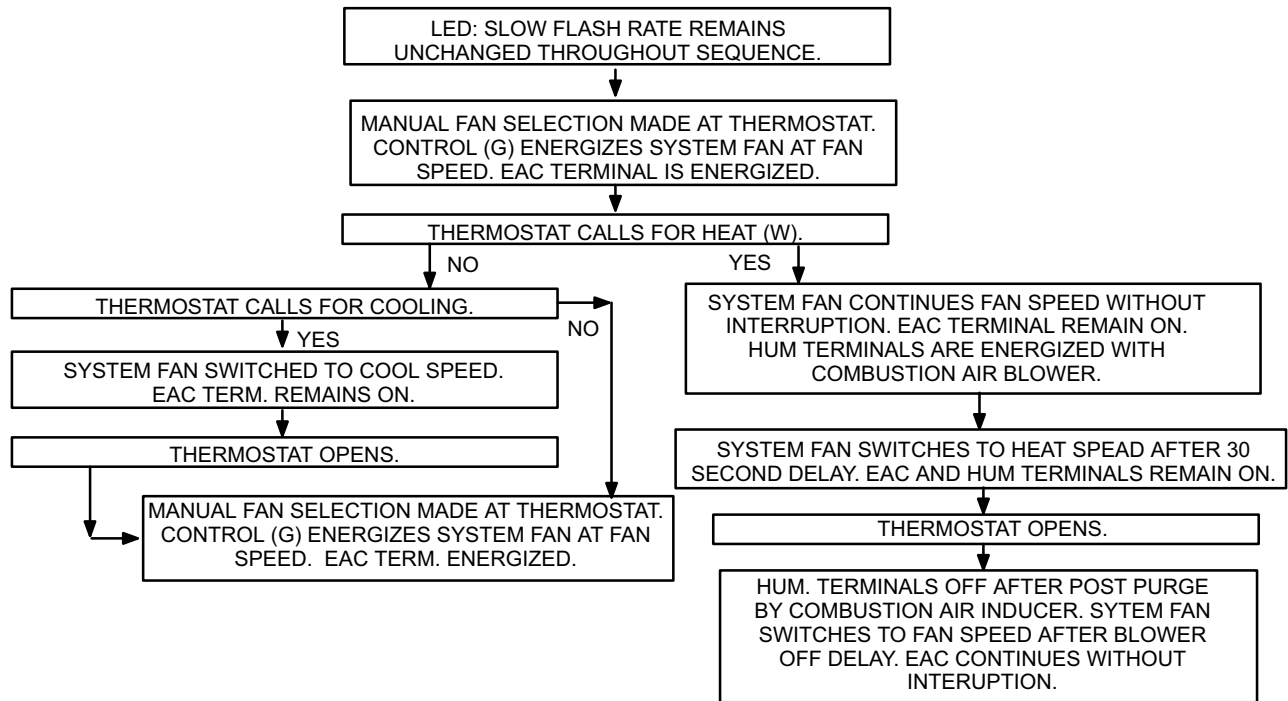 LED: SLOW FLASH RATE REMAINS
UNCHANGED THROUGHOUT SEQUENCE.
MANUAL FAN SELECTION MADE AT THERMOSTAT.
CONTROL (G) ENERGIZES SYSTEM FAN AT FAN
SPEED. EAC TERMINAL IS ENERGIZED.
THERMOSTAT CALLS FOR HEAT (W).
NO
YES
THERMOSTAT CALLS FOR COOLING.
NO
YES
SYSTEM FAN SWITCHED TO COOL SPEED.
EAC TERM. REMAINS ON.
THERMOSTAT OPENS.
MANUAL FAN SELECTION MADE AT THERMOSTAT.
CONTROL (G) ENERGIZES SYSTEM FAN AT FAN
SPEED. EAC TERM. ENERGIZED.
SYSTEM FAN CONTINUES FAN SPEED WITHOUT
INTERRUPTION. EAC TERMINAL REMAIN ON.
HUM TERMINALS ARE ENERGIZED WITH
COMBUSTION AIR BLOWER.
SYSTEM FAN SWITCHES TO HEAT SPEAD AFTER 30
SECOND DELAY. EAC AND HUM TERMINALS REMAIN ON.
THERMOSTAT OPENS.
HUM. TERMINALS OFF AFTER POST PURGE
BY COMBUSTION AIR INDUCER. SYTEM FAN
SWITCHES TO FAN SPEED AFTER BLOWER
OFF DELAY. EAC CONTINUES WITHOUT
INTERUPTION.